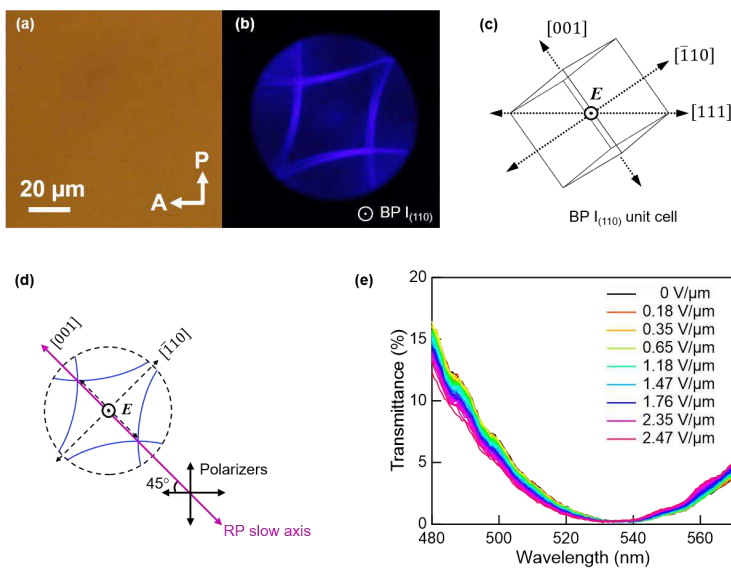 (a)
P
20 μm
A
(b)
⊙ BP I(110)
(c)
[001]
[1̅10]
E
[111]
BP I(110) unit cell
(d)
[001]
[1̅10]
E
Polarizers
45°
RP slow axis
(e)
20
15
10
5
0
Transmittance (%)
0 V/μm
0.18 V/μm
0.35 V/μm
0.65 V/μm
1.18 V/μm
1.47 V/μm
1.76 V/μm
2.35 V/μm
2.47 V/μm
480 500 520 540 560
Wavelength (nm)